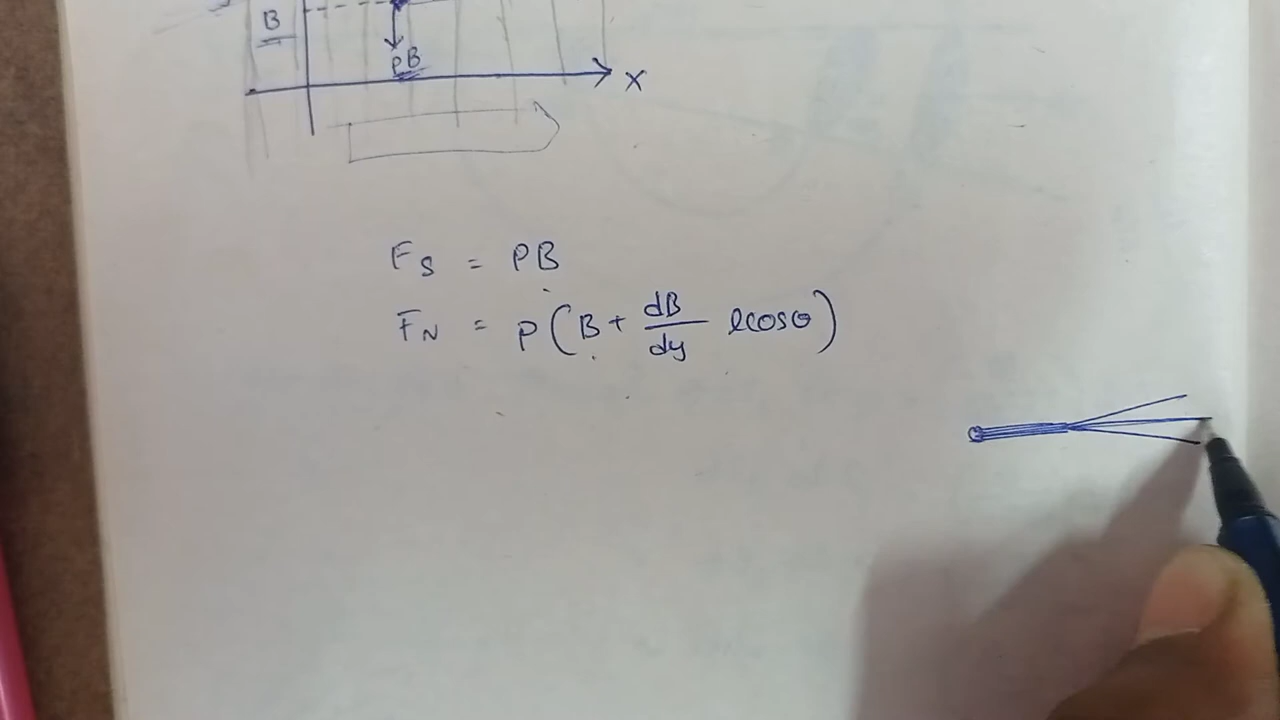 B
PB
X
F_S = PB
F_N = P(B + dB/dy lcosθ)